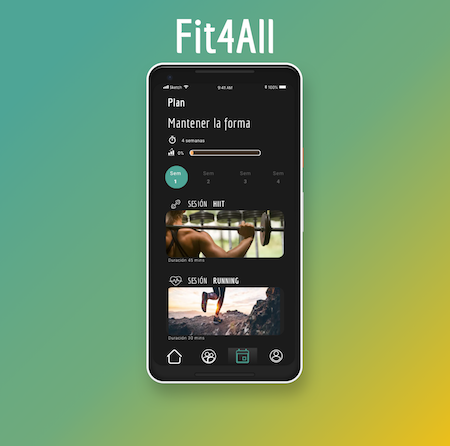 Fit4All
Sketch 9:41 AM 100%
Plan
Mantener la forma
4 semanas
0%
Sem Sem Sem Sem
1 2 3 4
SESIÓN HIIT
Duración 45 mins
SESIÓN RUNNING
Duración 30 mins